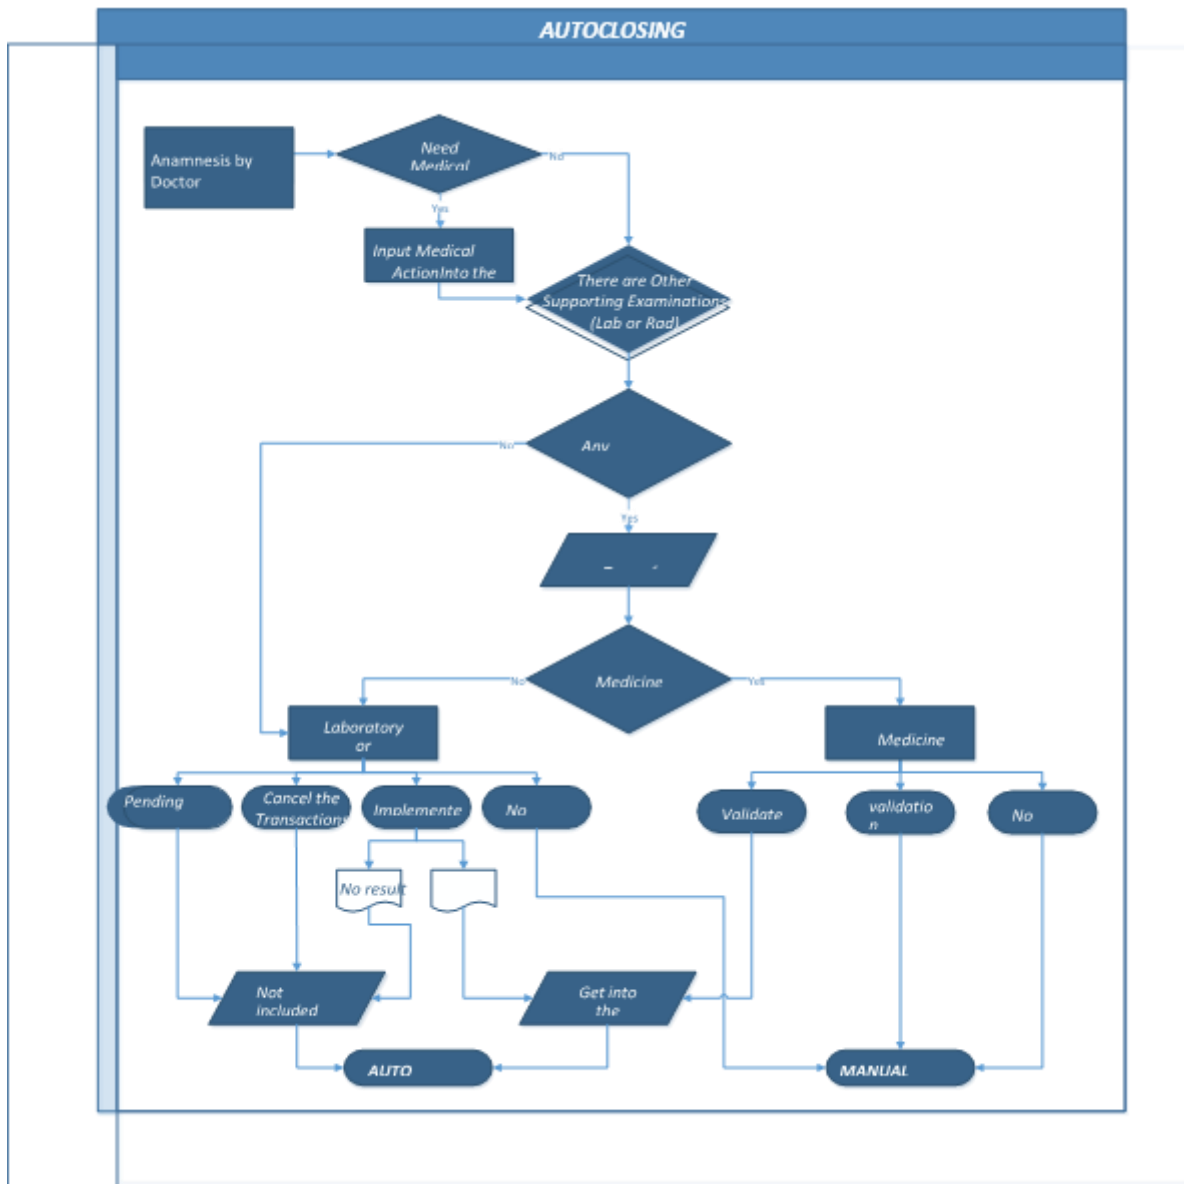 AUTOCLOSING
Anamnesis by
Doctor
Need
Medical
No
Yes
Input Medical
ActionInto the
There are Other
Supporting Examinations
(Lab or Rad)
Any
No
Yes
Medicine
No
Yes
Laboratory
or
Medicine
Pending
Cancel the
Transactions
Implemente
No
Validate
validatio
n
No
No result
Not
included
Get into
the
AUTO
MANUAL